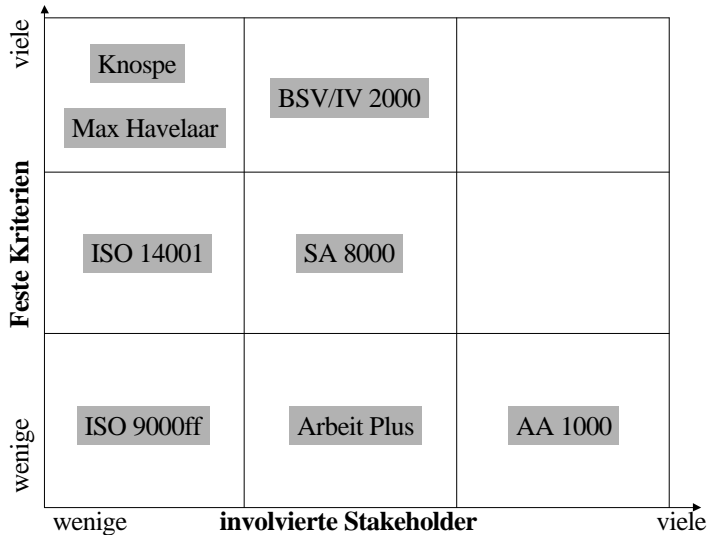 viele
Knospe
BSV/IV 2000
Max Havelaar
Feste Kriterien
ISO 14001
SA 8000
wenige
ISO 9000ff
Arbeit Plus
AA 1000
wenige
involvierte Stakeholder
viele